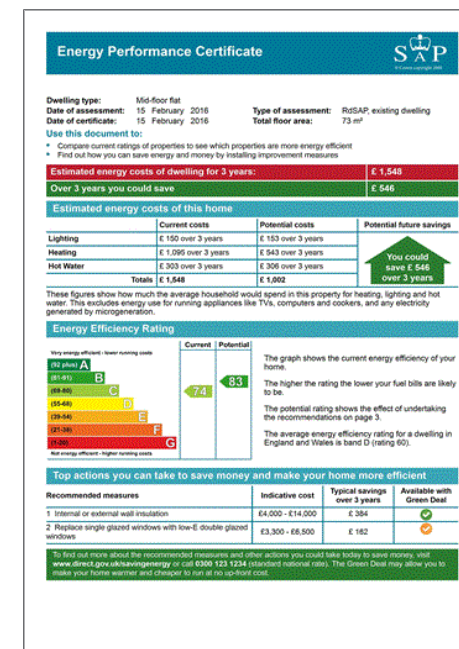 Energy Performance Certificate
SAP
© Crown copyright 2009
Dwelling type: Mid-floor flat
Date of assessment: 15 February 2016 Type of assessment: RdSAP, existing dwelling
Date of certificate: 15 February 2016 Total floor area: 73 m²
Use this document to:
• Compare current ratings of properties to see which properties are more energy efficient
• Find out how you can save energy and money by installing improvement measures
Estimated energy costs of dwelling for 3 years: £ 1,548
Over 3 years you could save £ 546
Estimated energy costs of this home
Current costs Potential costs Potential future savings
Lighting £ 150 over 3 years £ 153 over 3 years
Heating £ 1,095 over 3 years £ 543 over 3 years
Hot Water £ 303 over 3 years £ 306 over 3 years
Totals £ 1,548 £ 1,002
You could
save £ 546
over 3 years
These figures show how much the average household would spend in this property for heating, lighting and hot
water. This excludes energy use for running appliances like TVs, computers and cookers, and any electricity
generated by microgeneration.
Energy Efficiency Rating
Current Potential
Very energy efficient - lower running costs
(92 plus) A
(81-91) B
(69-80) C
(55-68) D
(39-54) E
(21-38) F
(1-20) G
Not energy efficient - higher running costs
74
83
The graph shows the current energy efficiency of your
home.
The higher the rating the lower your fuel bills are likely
to be.
The potential rating shows the effect of undertaking
the recommendations on page 3.
The average energy efficiency rating for a dwelling in
England and Wales is band D (rating 60).
Top actions you can take to save money and make your home more efficient
Recommended measures Indicative cost Typical savings over 3 years Available with Green Deal
1 Internal or external wall insulation £4,000 - £14,000 £ 384
2 Replace single glazed windows with low-E double glazed
windows £3,300 - £6,500 £ 162
To find out more about the recommended measures and other actions you could take today to save money, visit
www.direct.gov.uk/savingenergy or call 0300 123 1234 (standard national rate). The Green Deal may allow you to
make your home warmer and cheaper to run at no up-front cost.